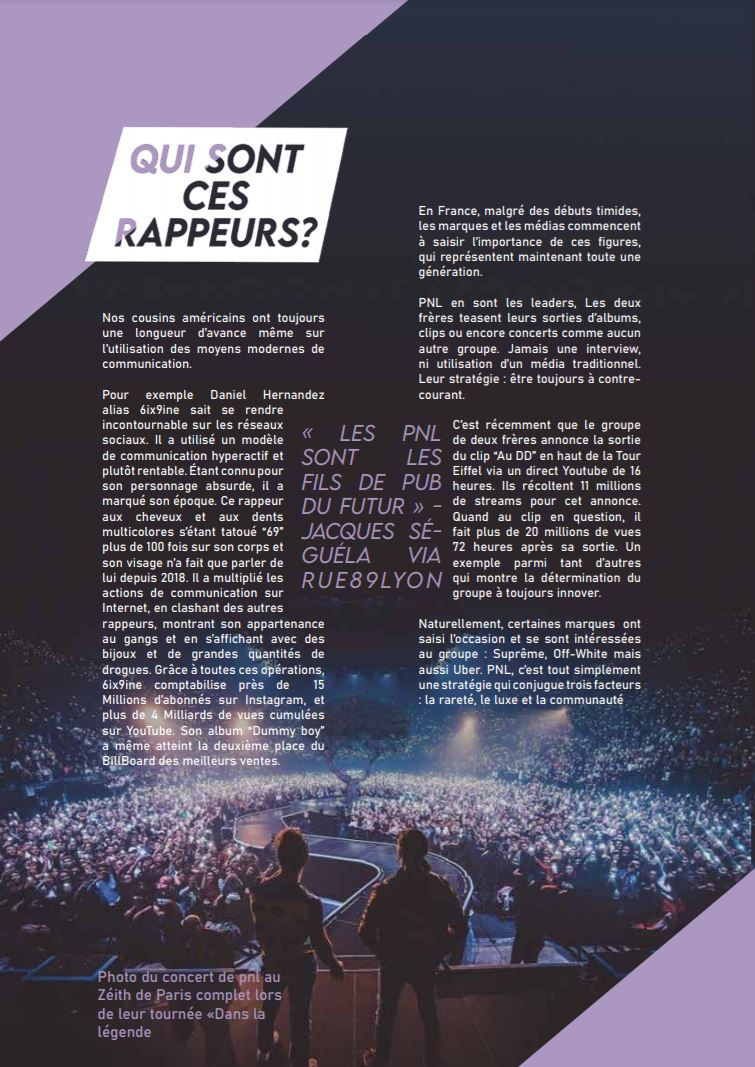 QUI SONT
CES
RAPPEURS?
Nos cousins américains ont toujours
une longueur d'avance même sur
l'utilisation des moyens modernes de
communication.
Pour exemple Daniel Hernandez
alias 6ix9ine sait se rendre
incontournable sur les réseaux
sociaux. Il a utilisé un modèle
de communication hyperactif et
plutôt rentable. Étant connu pour
son personnage absurde, il a
marqué son époque. Ce rappeur
aux cheveux et aux dents
multicolores s'étant tatoué "69"
plus de 100 fois sur son corps et
son visage n'a fait que parler de
lui depuis 2018. Il a multiplié les
actions de communication sur
Internet, en clashant des autres
rappeurs, montrant son appartenance
au gangs et en s'affichant avec des
bijoux et de grandes quantités de
drogues. Grâce à toutes ces opérations,
6ix9ine comptabilise près de 15
Millions d'abonnés sur Instagram, et
plus de 4 Milliards de vues cumulées
sur YouTube. Son album "Dummy boy"
a même atteint la deuxième place du
BillBoard des meilleurs ventes.
« LES PNL
SONT LES
FILS DE PUB
DU FUTUR » -
JACQUES SÉ-
GUÉLA VIA
RUE89LYON
En France, malgré des débuts timides,
les marques et les médias commencent
à saisir l'importance de ces figures,
qui représentent maintenant toute une
génération.
PNL en sont les leaders, Les deux
frères teasent leurs sorties d'albums,
clips ou encore concerts comme aucun
autre groupe. Jamais une interview,
ni utilisation d'un média traditionnel.
Leur stratégie : être toujours à contre-
courant.
C'est récemment que le groupe
de deux frères annonce la sortie
du clip "Au DD" en haut de la Tour
Eiffel via un direct Youtube de 16
heures. Ils récoltent 11 millions
de streams pour cet annonce.
Quand au clip en question, il
fait plus de 20 millions de vues
72 heures après sa sortie. Un
exemple parmi tant d'autres
qui montre la détermination du
groupe à toujours innover.
Naturellement, certaines marques ont
saisi l'occasion et se sont intéressées
au groupe : Suprême, Off-White mais
aussi Uber. PNL, c'est tout simplement
une stratégie qui conjugue trois facteurs
: la rareté, le luxe et la communauté
Photo du concert de pnl au
Zéith de Paris complet lors
de leur tournée «Dans la
légende